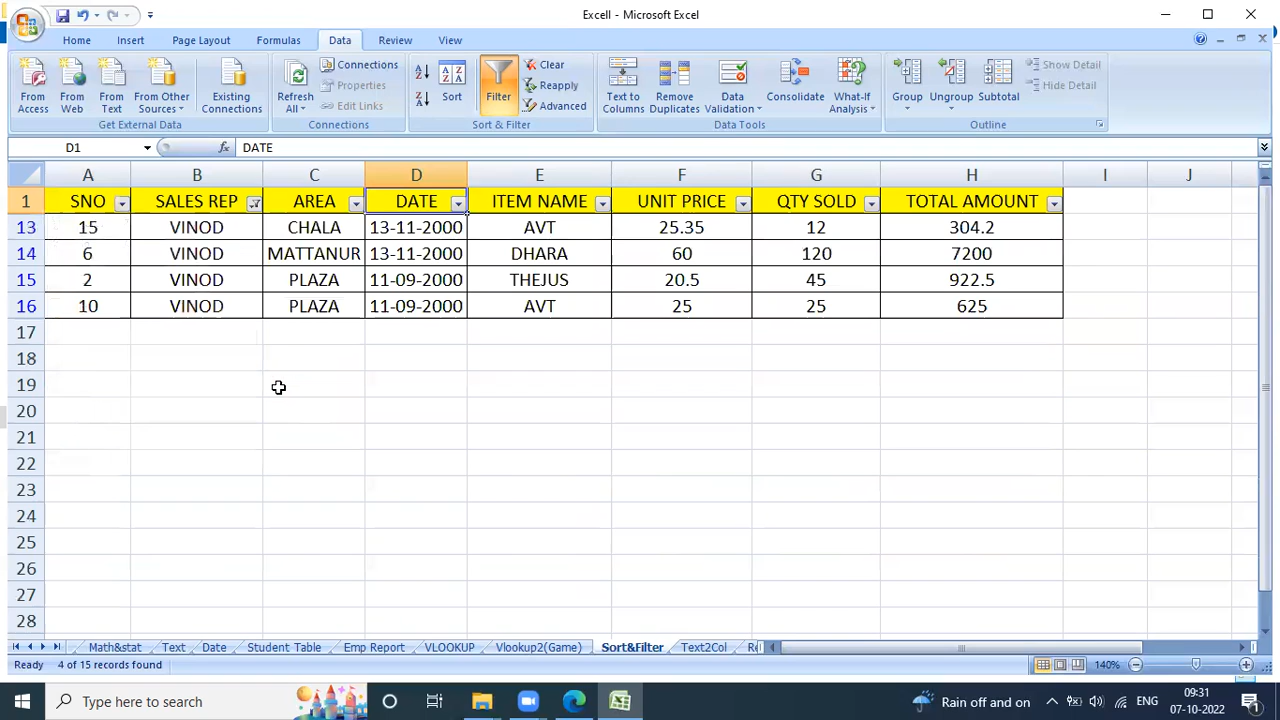 Excell - Microsoft Excel
Home Insert Page Layout Formulas Data Review View
From Access
From Web
From Text
From Other Sources
Existing Connections
Get External Data
Refresh All
Connections
Properties
Edit Links
Connections
Sort
Filter
Clear
Reapply
Advanced
Sort & Filter
Text to Columns
Remove Duplicates
Data Validation
Consolidate
What-If Analysis
Data Tools
Group
Ungroup
Subtotal
Show Detail
Hide Detail
Outline
D1 fx DATE
A B C D E F G H I J
1 SNO SALES REP AREA DATE ITEM NAME UNIT PRICE QTY SOLD TOTAL AMOUNT
13 15 VINOD CHALA 13-11-2000 AVT 25.35 12 304.2
14 6 VINOD MATTANUR 13-11-2000 DHARA 60 120 7200
15 2 VINOD PLAZA 11-09-2000 THEJUS 20.5 45 922.5
16 10 VINOD PLAZA 11-09-2000 AVT 25 25 625
17
18
19
20
21
22
23
24
25
26
27
28
Math&stat Text Date Student Table Emp Report VLOOKUP Vlookup2(Game) Sort&Filter Text2Col
Ready 4 of 15 records found 140%
Type here to search Rain off and on ENG 09:31
07-10-2022